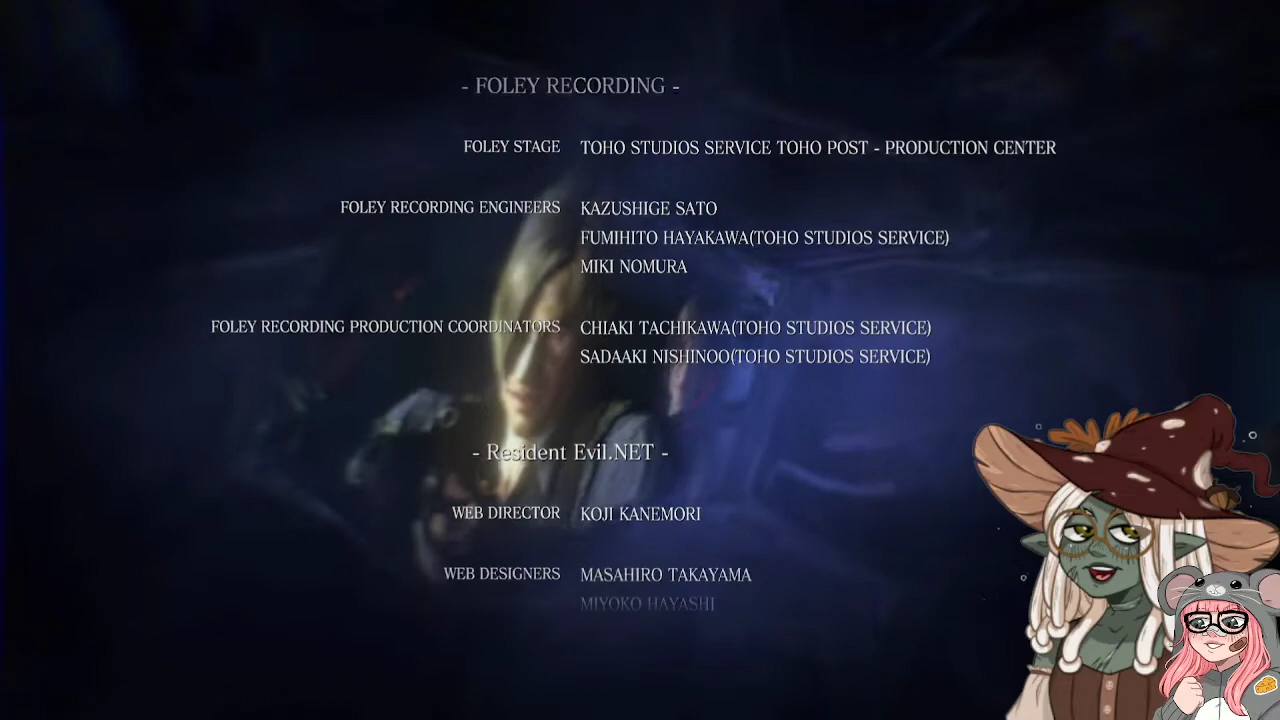 - FOLEY RECORDING -
FOLEY STAGE TOHO STUDIOS SERVICE TOHO POST - PRODUCTION CENTER
FOLEY RECORDING ENGINEERS KAZUSHIGE SATO
FUMIHITO HAYAKAWA(TOHO STUDIOS SERVICE)
MIKI NOMURA
FOLEY RECORDING PRODUCTION COORDINATORS CHIAKI TACHIKAWA(TOHO STUDIOS SERVICE)
SADAAKI NISHINOO(TOHO STUDIOS SERVICE)
- Resident Evil.NET -
WEB DIRECTOR KOJI KANEMORI
WEB DESIGNERS MASAHIRO TAKAYAMA
MIYOKO HAYASHI